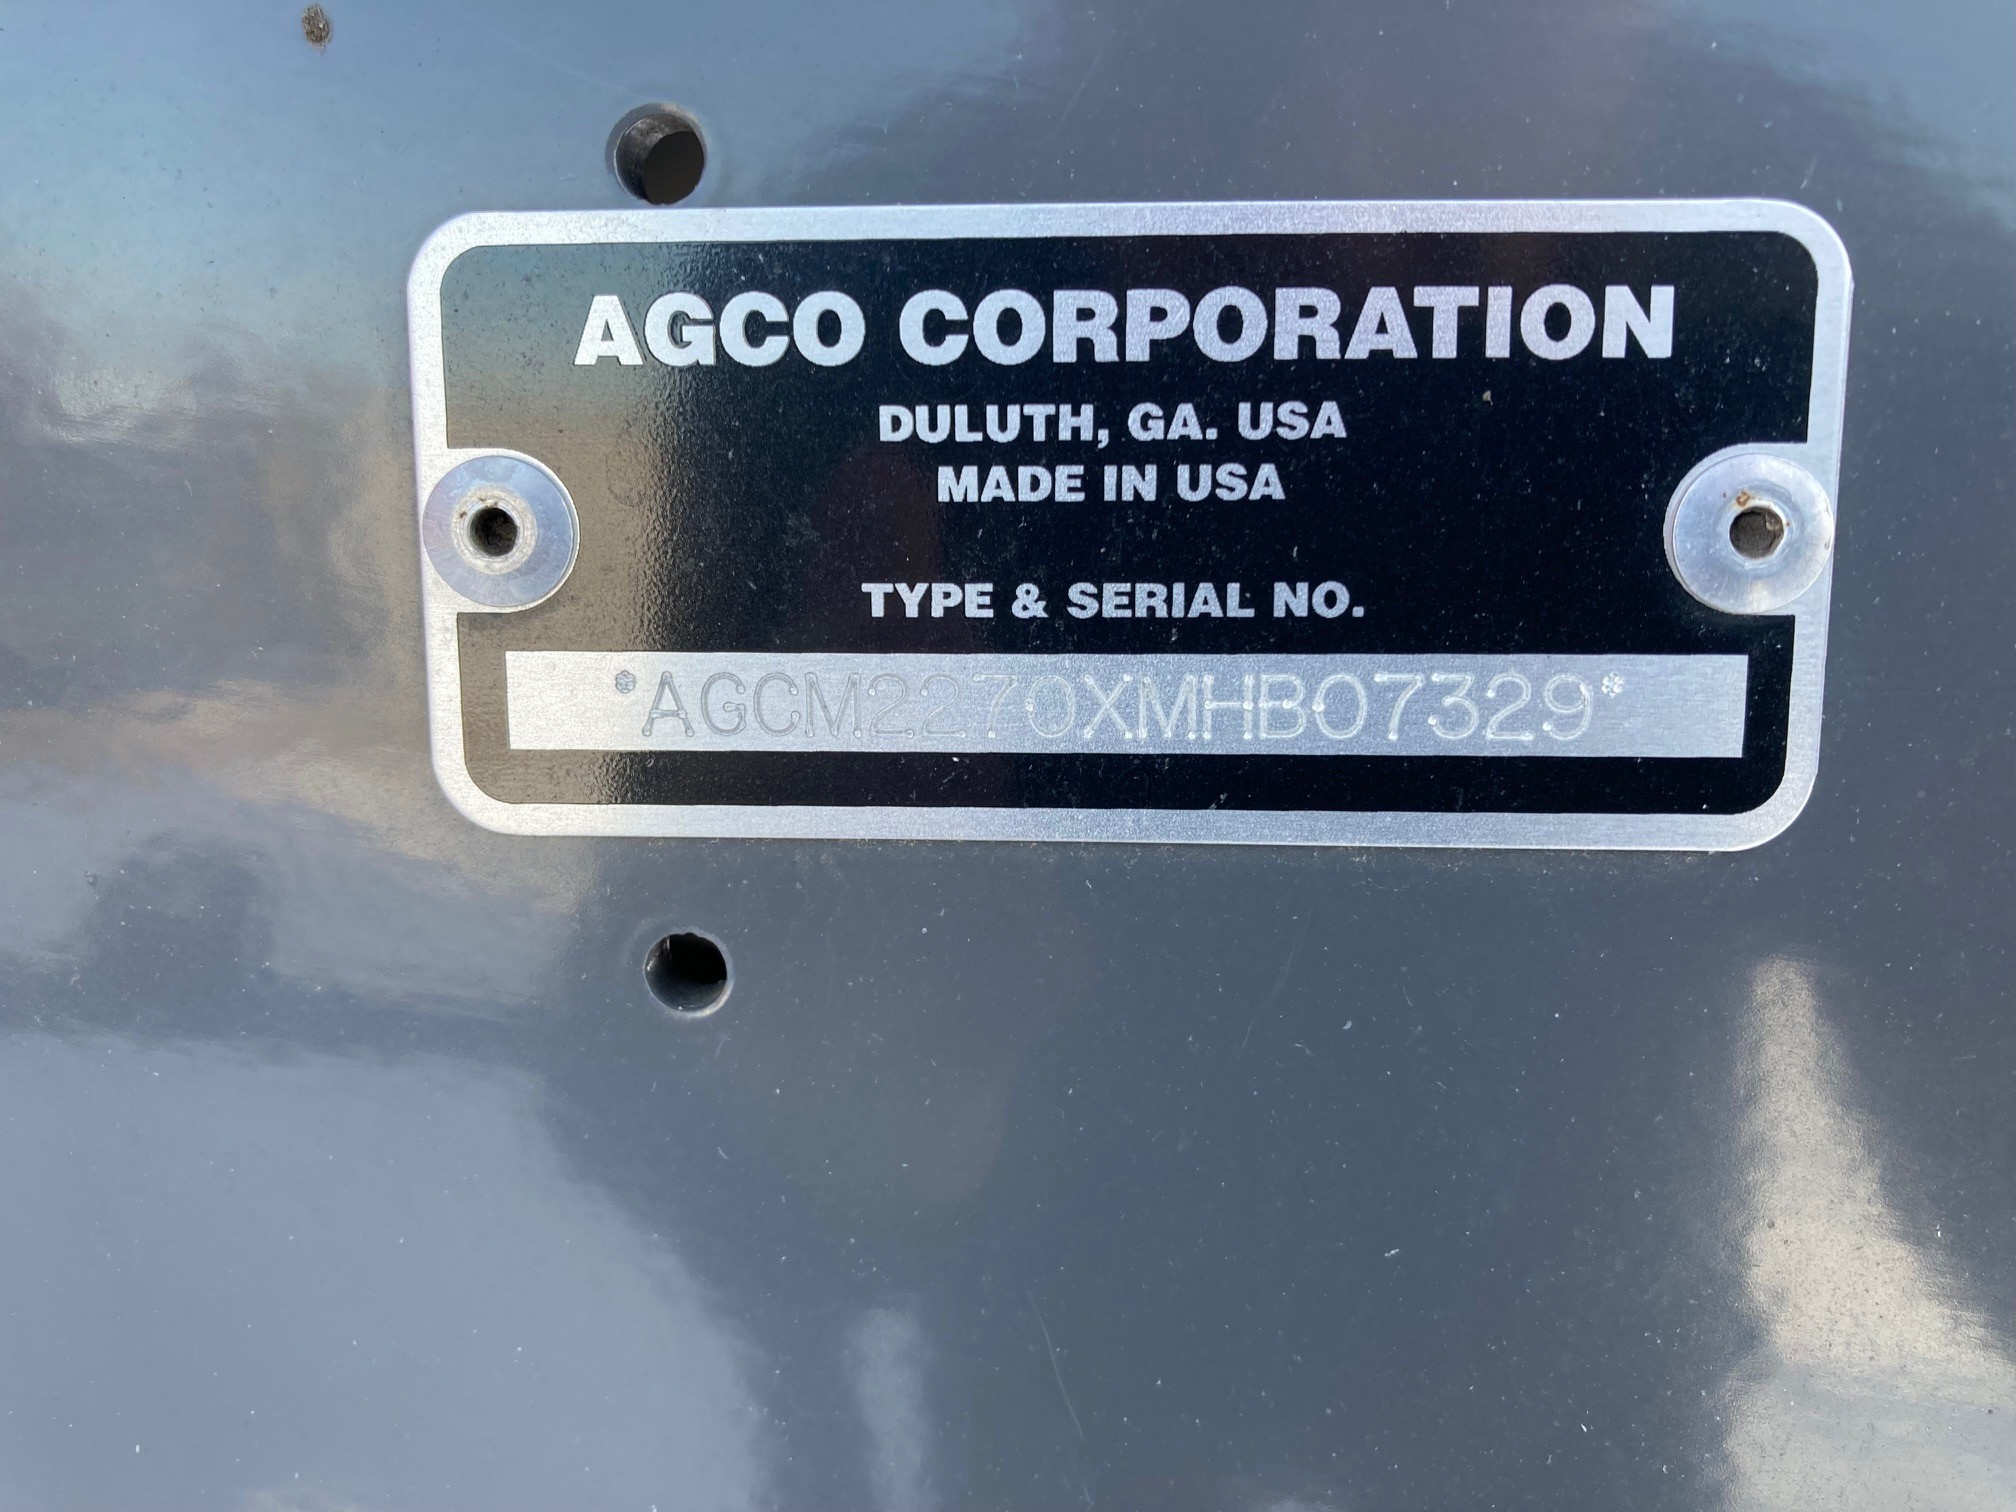 AGCO CORPORATION
DULUTH, GA. USA
MADE IN USA
TYPE & SERIAL NO.
*AGCM2270XMHB07329*